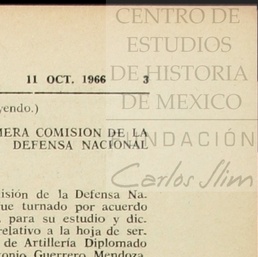 CENTRO DE
ESTUDIOS
DE HISTORIA
DE MEXICO
FUNDACIÓN
Carlos Slim
11 OCT. 1966 3
yendo.)
MERA COMISION DE LA
DEFENSA NACIONAL
isión de la Defensa Na-
ue turnado por acuerdo
para su estudio y dic-
relativo a la hoja de ser-
de Artillería Diplomado
tonio Guerrero Mendoza,